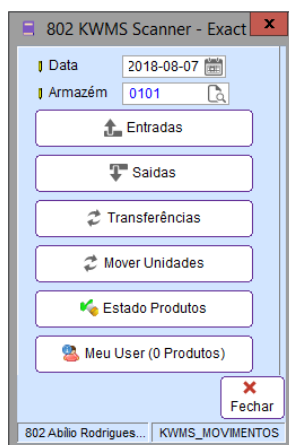 802 KWMS Scanner - Exact x
Data 2018-08-07
Armazém 0101
Entradas
Saidas
Transferências
Mover Unidades
Estado Produtos
Meu User (0 Produtos)
Fechar
802 Abílio Rodrigues... KWMS_MOVIMENTOS